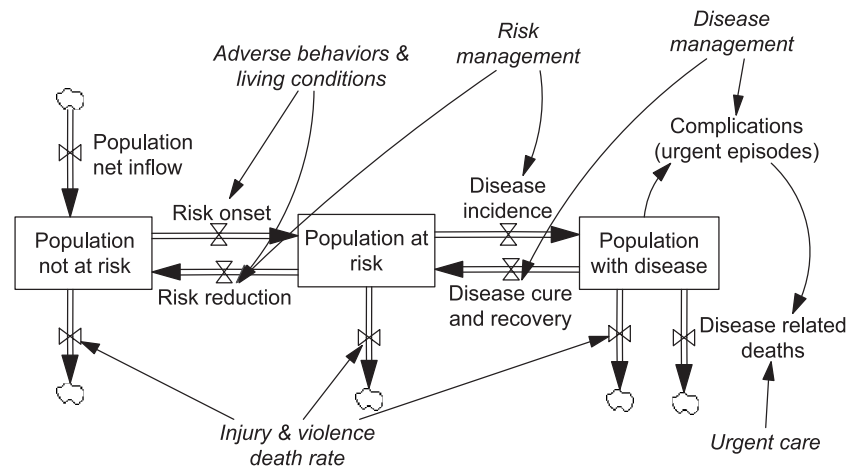 Adverse behaviors &
living conditions
Risk
management
Disease
management
Population
net inflow
Complications
(urgent episodes)
Risk onset
Disease
incidence
Population
not at risk
Population at
risk
Population
with disease
Risk reduction
Disease cure
and recovery
Disease related
deaths
Injury & violence
death rate
Urgent care